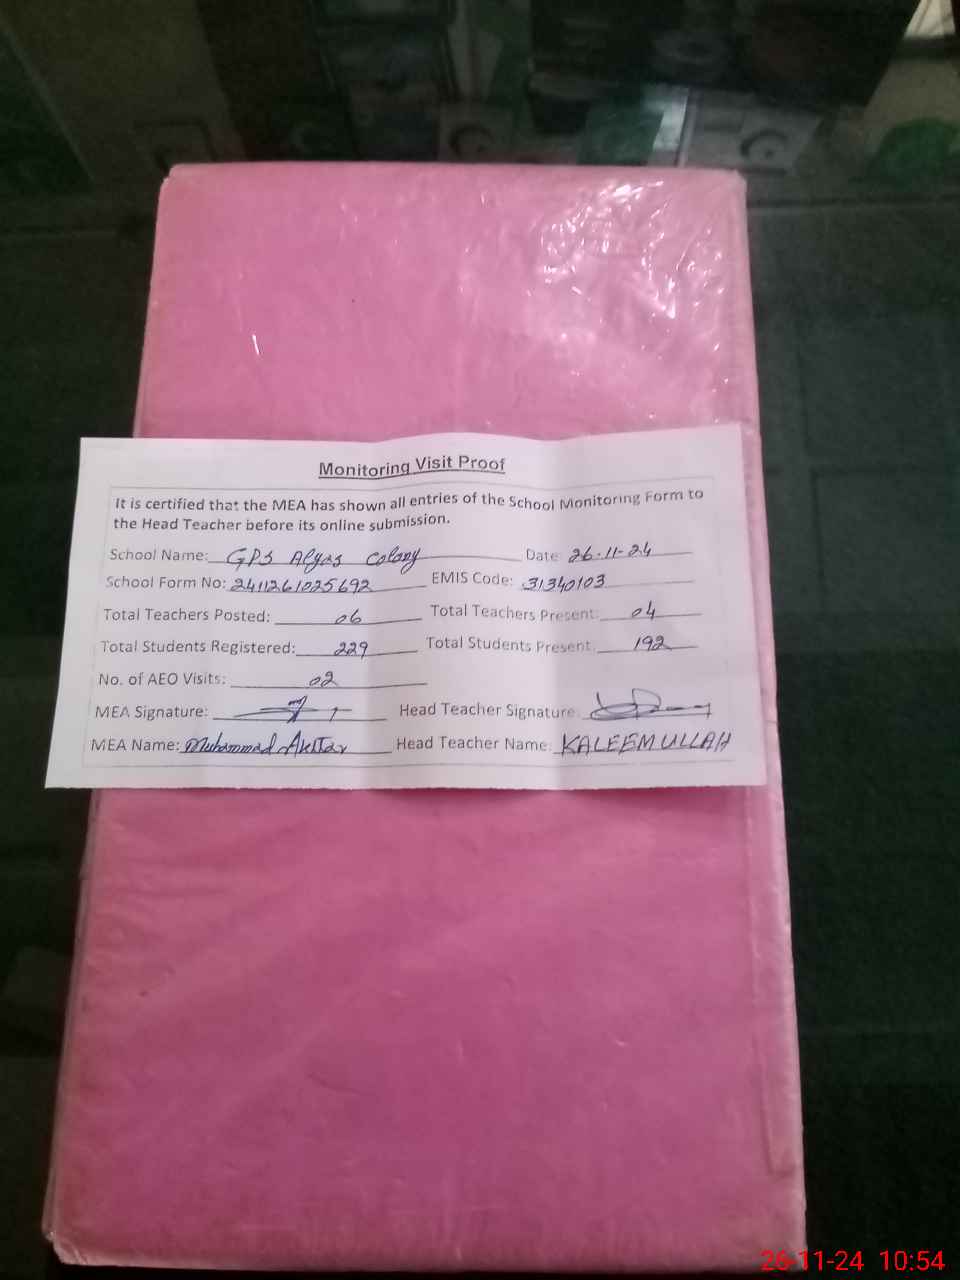 Monitoring Visit Proof
It is certified that the MEA has shown all entries of the School Monitoring Form to
the Head Teacher before its online submission.
School Name: GPS Alyas Colony Date 26-11-24
School Form No: 2411261025692 EMIS Code: 31340103
Total Teachers Posted: 06 Total Teachers Present: 04
Total Students Registered: 229 Total Students Present: 192
No. of AEO Visits: 02
MEA Signature: Head Teacher Signature:
MEA Name: Muhammad Akhtar Head Teacher Name: KALEEM ULLAH
26-11-24 10:54